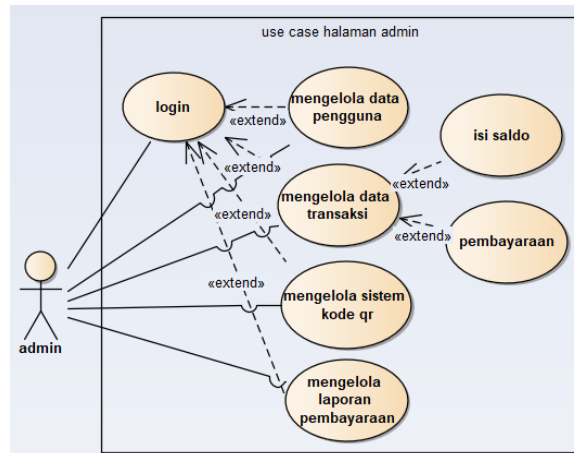 use case halaman admin
login
mengelola data
pengguna
«extend»
isi saldo
«extend»
mengelola data
transaksi
«extend»
«extend»
pembayaraan
«extend»
«extend»
mengelola sistem
kode qr
admin
mengelola
laporan
pembayaraan